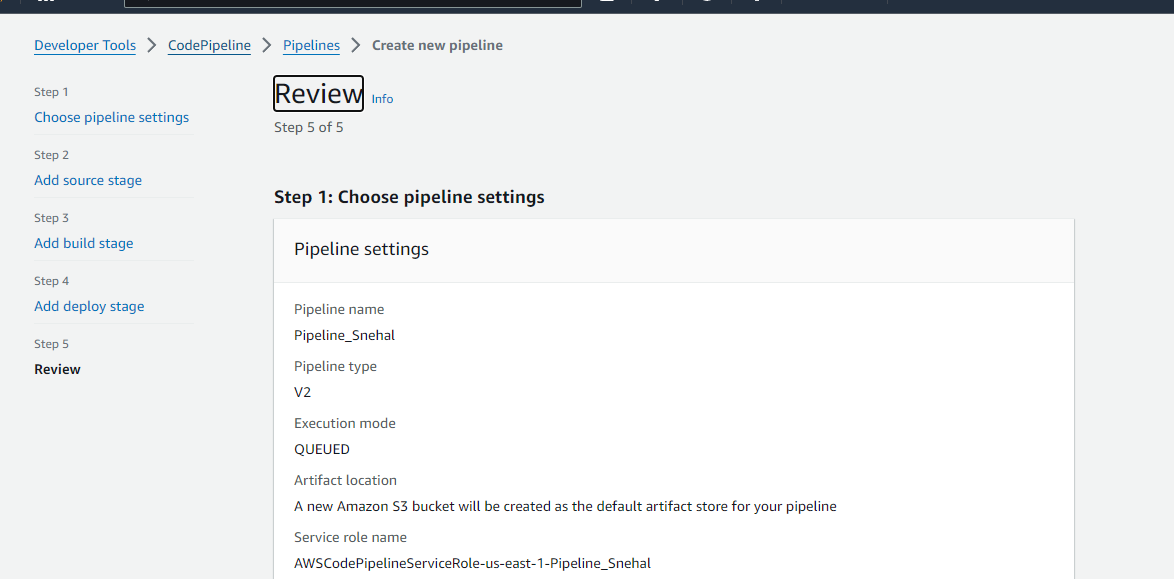 Developer Tools > CodePipeline > Pipelines > Create new pipeline
Step 1
Choose pipeline settings
Step 2
Add source stage
Step 3
Add build stage
Step 4
Add deploy stage
Step 5
Review
Review Info
Step 5 of 5
Step 1: Choose pipeline settings
Pipeline settings
Pipeline name
Pipeline_Snehal
Pipeline type
V2
Execution mode
QUEUED
Artifact location
A new Amazon S3 bucket will be created as the default artifact store for your pipeline
Service role name
AWSCodePipelineServiceRole-us-east-1-Pipeline_Snehal